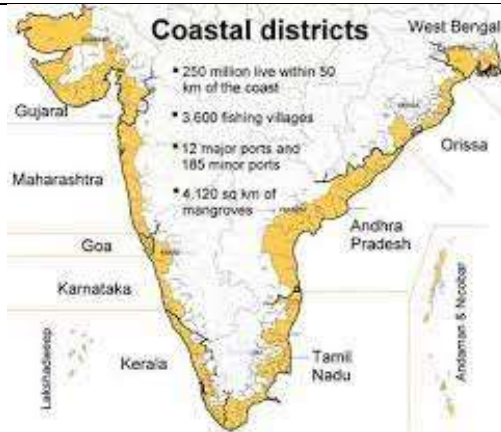 Coastal districts
West Bengal
• 250 million live within 50
km of the coast
• 3,600 fishing villages
• 12 major ports and
185 minor ports
• 4,120 sq km of
mangroves
Gujarat
Maharashtra
Goa
Karnataka
Kerala
Lakshadweep
Tamil
Nadu
Andhra
Pradesh
Orissa
Andaman & Nicobar